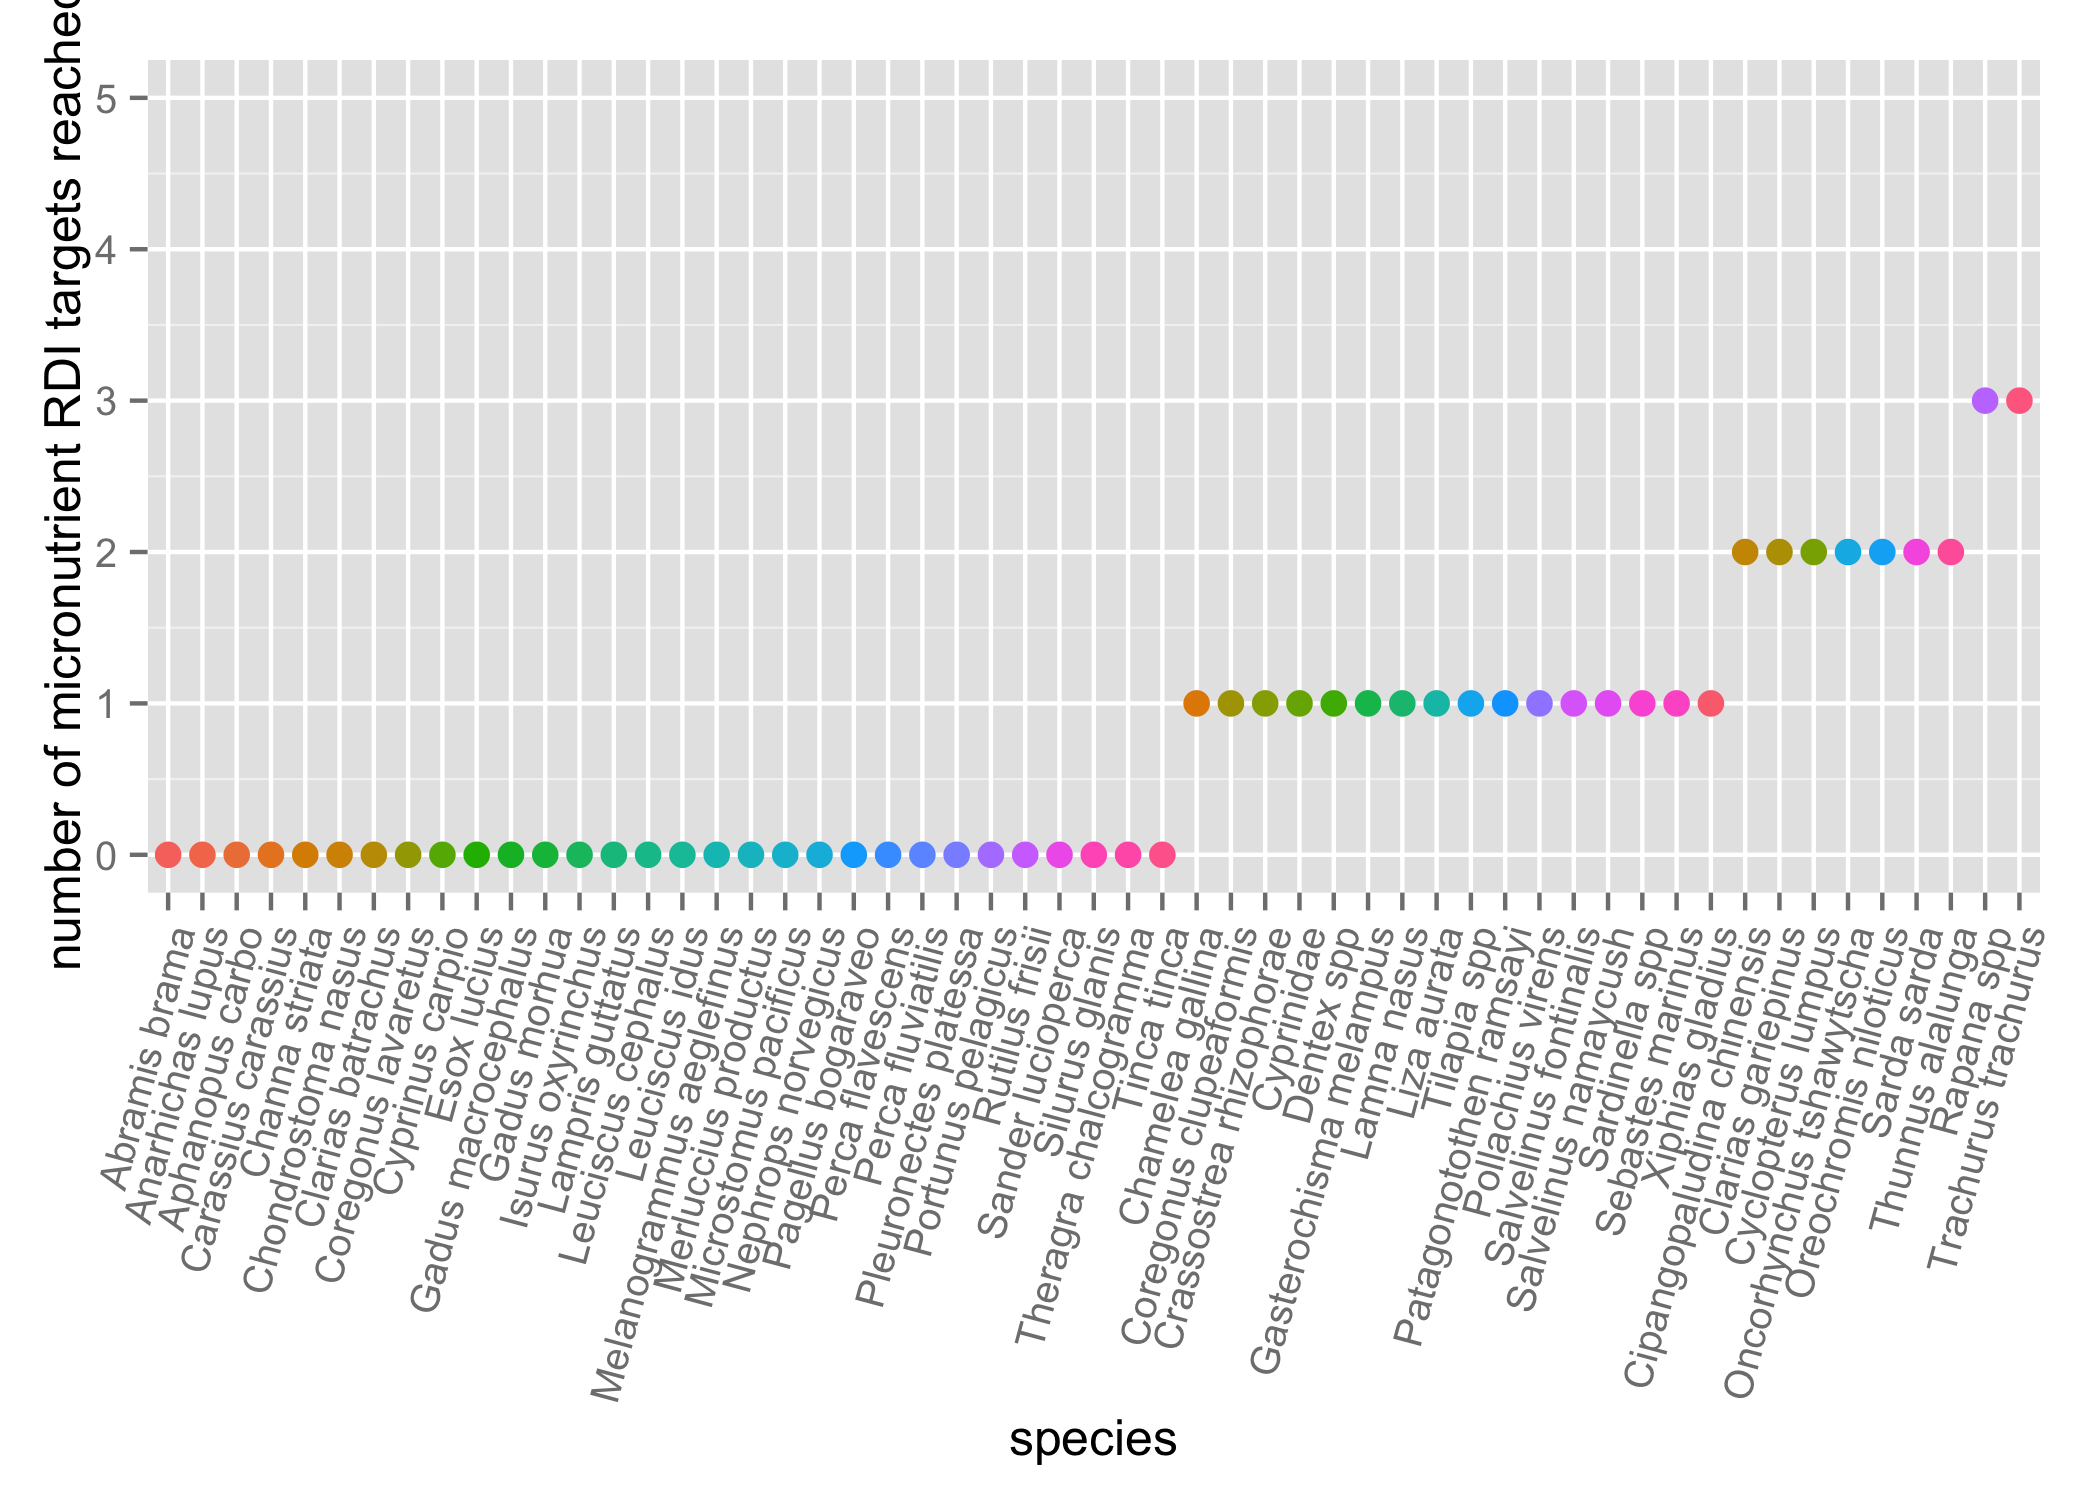 number of micronutrient RDI targets reached
5
4
3
2
1
0
Abramis brama
Anarhichas lupus
Aphanopus carbo
Carassius carassius
Channa striata
Chondrostoma nasus
Clarias batrachus
Coregonus lavaretus
Cyprinus carpio
Esox lucius
Gadus macrocephalus
Gadus morhua
Isurus oxyrinchus
Lampris guttatus
Leuciscus cephalus
Leuciscus idus
Melanogrammus aeglefinus
Merluccius productus
Microstomus pacificus
Nephrops norvegicus
Pagellus bogaraveo
Perca flavescens
Perca fluviatilis
Pleuronectes platessa
Portunus pelagicus
Rutilus frisii
Sander lucioperca
Silurus glanis
Theragra chalcogramma
Tinca tinca
Chamelea gallina
Coregonus clupeaformis
Crassostrea rhizophorae
Cyprinidae
Dentex spp
Gasterochisma melampus
Lamna nasus
Liza aurata
Tilapia spp
Patagonotothen ramsayi
Pollachius virens
Salvelinus fontinalis
Salvelinus namaycush
Sardinella spp
Sebastes marinus
Xiphias gladius
Cipangopaludina chinensis
Clarias gariepinus
Cyclopterus lumpus
Oncorhynchus tshawytscha
Oreochromis niloticus
Sarda sarda
Thunnus alalunga
Rapana spp
Trachurus trachurus
species